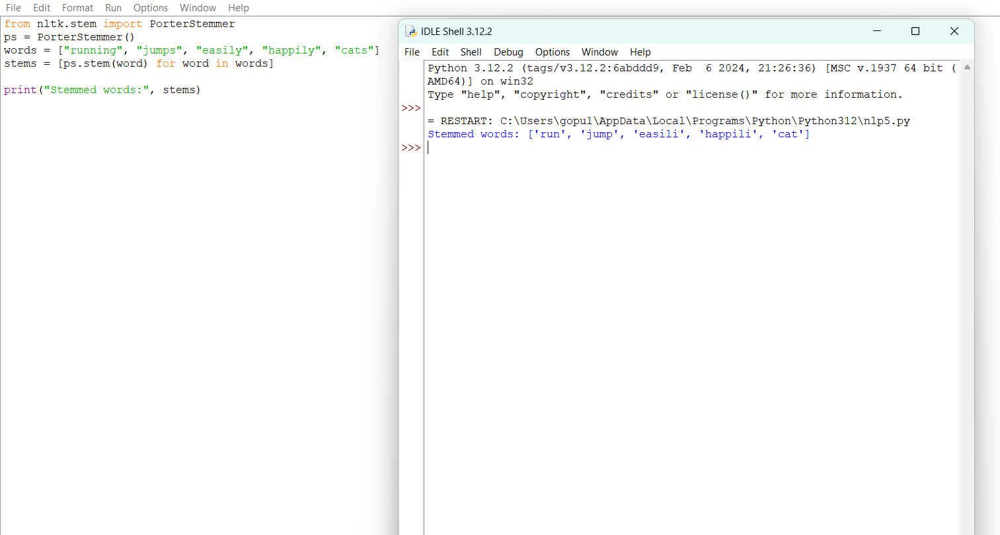 File Edit Format Run Options Window Help
from nltk.stem import PorterStemmer
ps = PorterStemmer()
words = ["running", "jumps", "easily", "happily", "cats"]
stems = [ps.stem(word) for word in words]
print("Stemmed words:", stems)
IDLE Shell 3.12.2
File Edit Shell Debug Options Window Help
Python 3.12.2 (tags/v3.12.2:6abddd9, Feb  6 2024, 21:26:36) [MSC v.1937 64 bit (
AMD64)] on win32
Type "help", "copyright", "credits" or "license()" for more information.
>>>
= RESTART: C:\Users\gopu1\AppData\Local\Programs\Python\Python312\nlp5.py
Stemmed words: ['run', 'jump', 'easili', 'happili', 'cat']
>>>